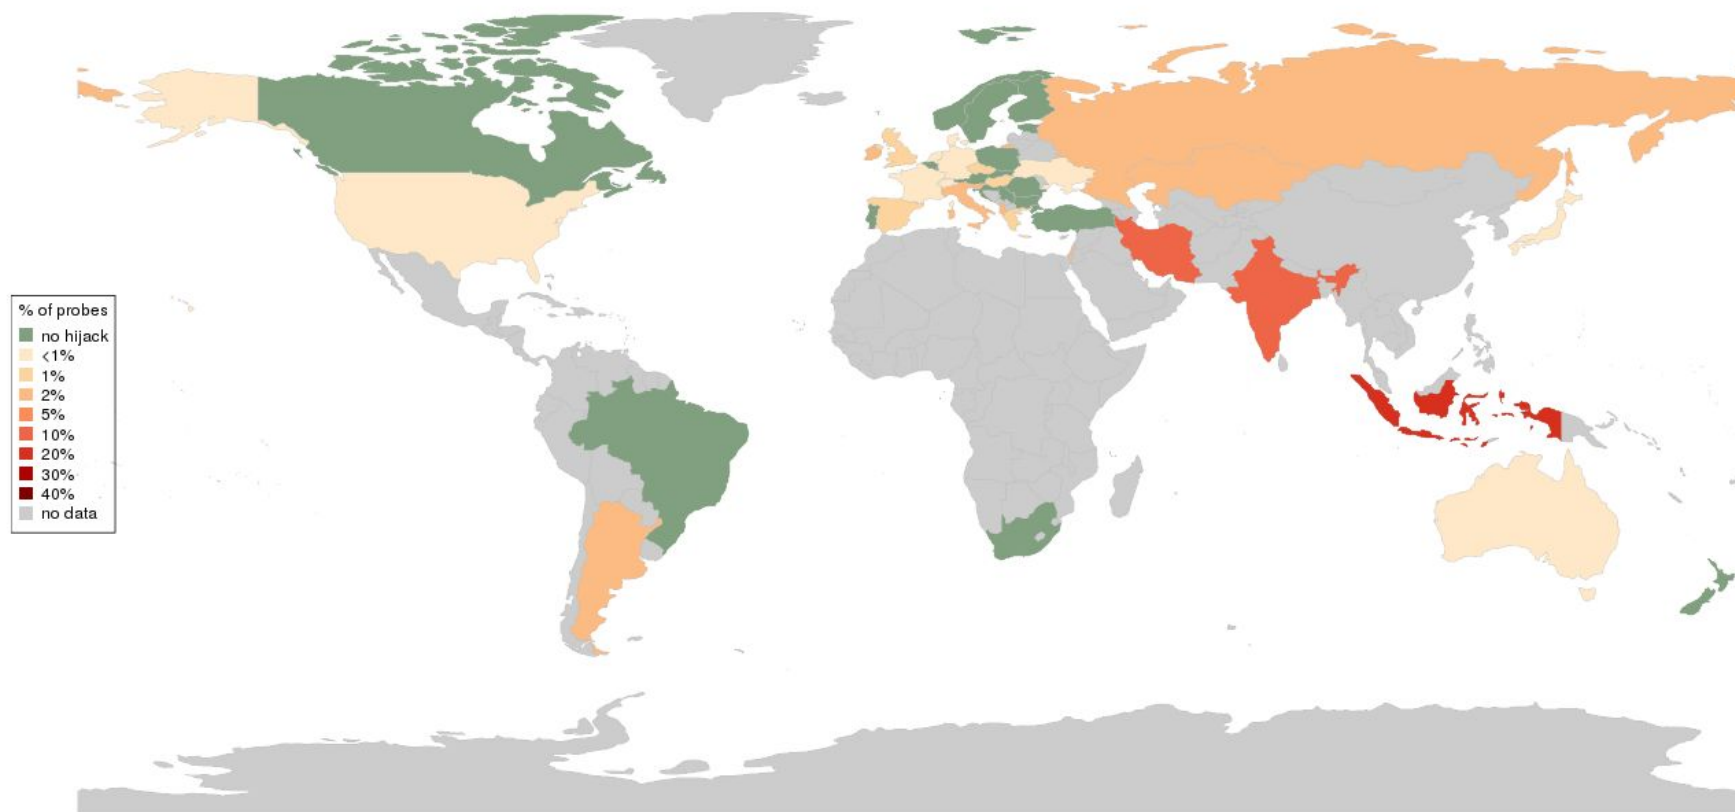 % of probes
no hijack
<1%
1%
2%
5%
10%
20%
30%
40%
no data